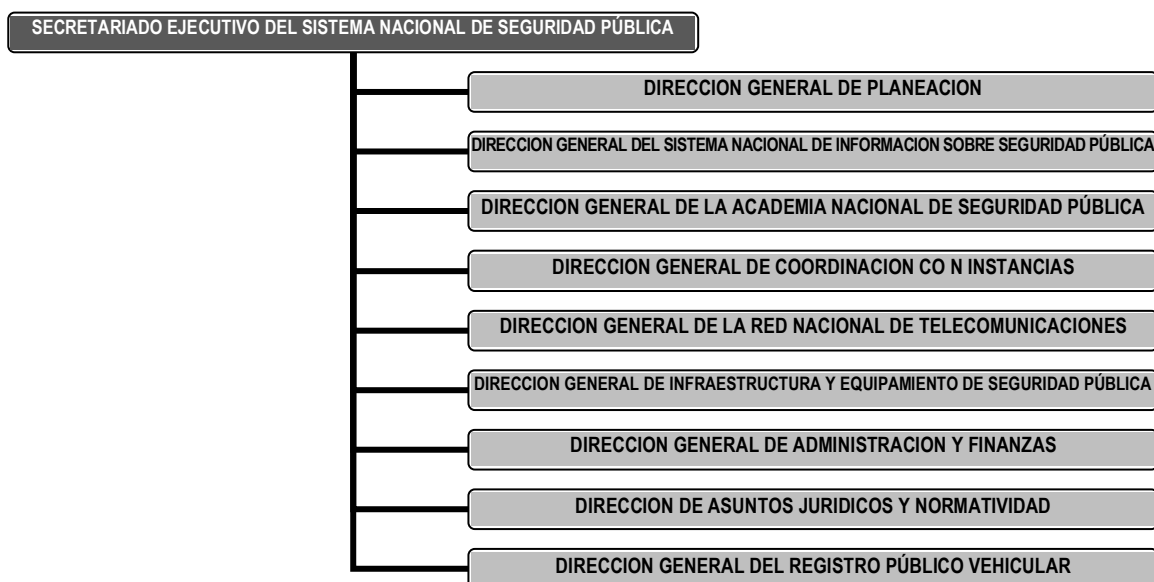 SECRETARIADO EJECUTIVO DEL SISTEMA NACIONAL DE SEGURIDAD PÚBLICA
DIRECCION GENERAL DE PLANEACION
DIRECCION GENERAL DEL SISTEMA NACIONAL DE INFORMACION SOBRE SEGURIDAD PÚBLICA
DIRECCION GENERAL DE LA ACADEMIA NACIONAL DE SEGURIDAD PÚBLICA
DIRECCION GENERAL DE COORDINACION CO N INSTANCIAS
DIRECCION GENERAL DE LA RED NACIONAL DE TELECOMUNICACIONES
DIRECCION GENERAL DE INFRAESTRUCTURA Y EQUIPAMIENTO DE SEGURIDAD PÚBLICA
DIRECCION GENERAL DE ADMINISTRACION Y FINANZAS
DIRECCION DE ASUNTOS JURIDICOS Y NORMATIVIDAD
DIRECCION GENERAL DEL REGISTRO PÚBLICO VEHICULAR